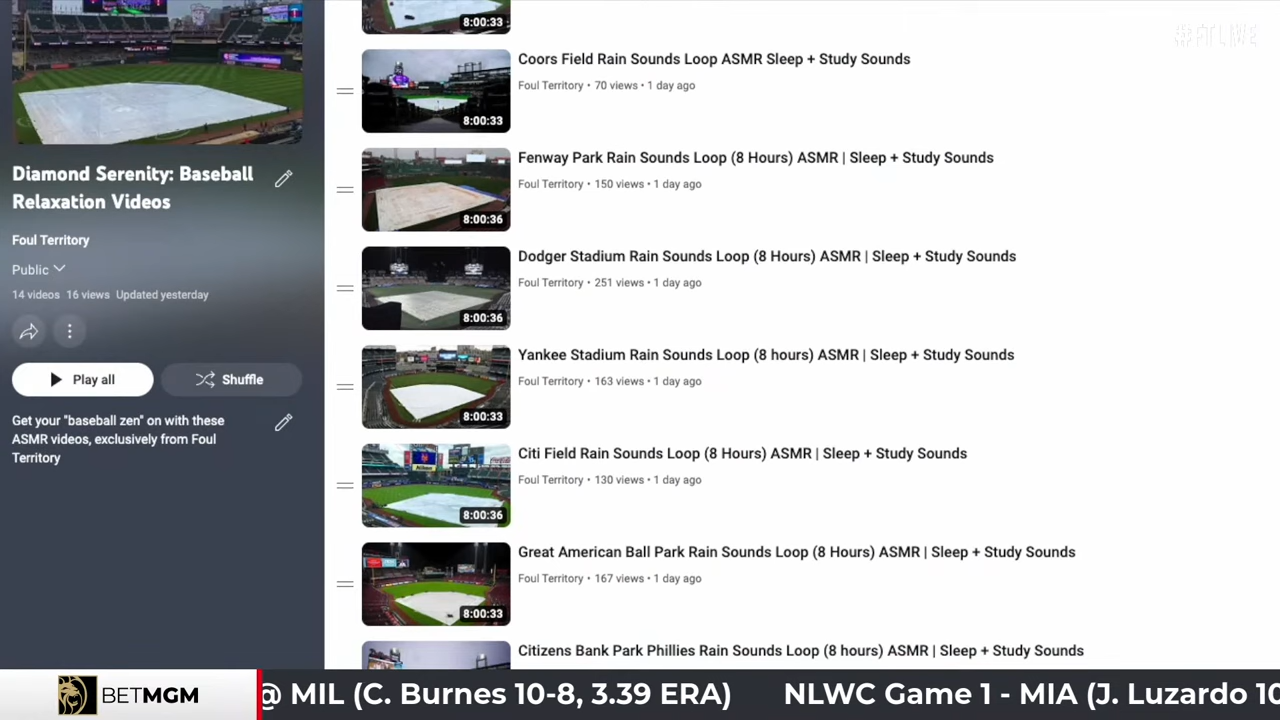 8:00:33
#FTLIVE
Coors Field Rain Sounds Loop ASMR Sleep + Study Sounds
Foul Territory • 70 views • 1 day ago
8:00:33
Fenway Park Rain Sounds Loop (8 Hours) ASMR | Sleep + Study Sounds
Foul Territory • 150 views • 1 day ago
8:00:36
Dodger Stadium Rain Sounds Loop (8 Hours) ASMR | Sleep + Study Sounds
Foul Territory • 251 views • 1 day ago
8:00:36
Yankee Stadium Rain Sounds Loop (8 hours) ASMR | Sleep + Study Sounds
Foul Territory • 163 views • 1 day ago
8:00:33
Citi Field Rain Sounds Loop (8 Hours) ASMR | Sleep + Study Sounds
Foul Territory • 130 views • 1 day ago
8:00:36
Great American Ball Park Rain Sounds Loop (8 Hours) ASMR | Sleep + Study Sounds
Foul Territory • 167 views • 1 day ago
8:00:33
Citizens Bank Park Phillies Rain Sounds Loop (8 hours) ASMR | Sleep + Study Sounds
Diamond Serenity: Baseball
Relaxation Videos
Foul Territory
Public
14 videos 16 views Updated yesterday
Play all
Shuffle
Get your "baseball zen" on with these
ASMR videos, exclusively from Foul
Territory
BETMGM
@ MIL (C. Burnes 10-8, 3.39 ERA) NLWC Game 1 - MIA (J. Luzardo 10